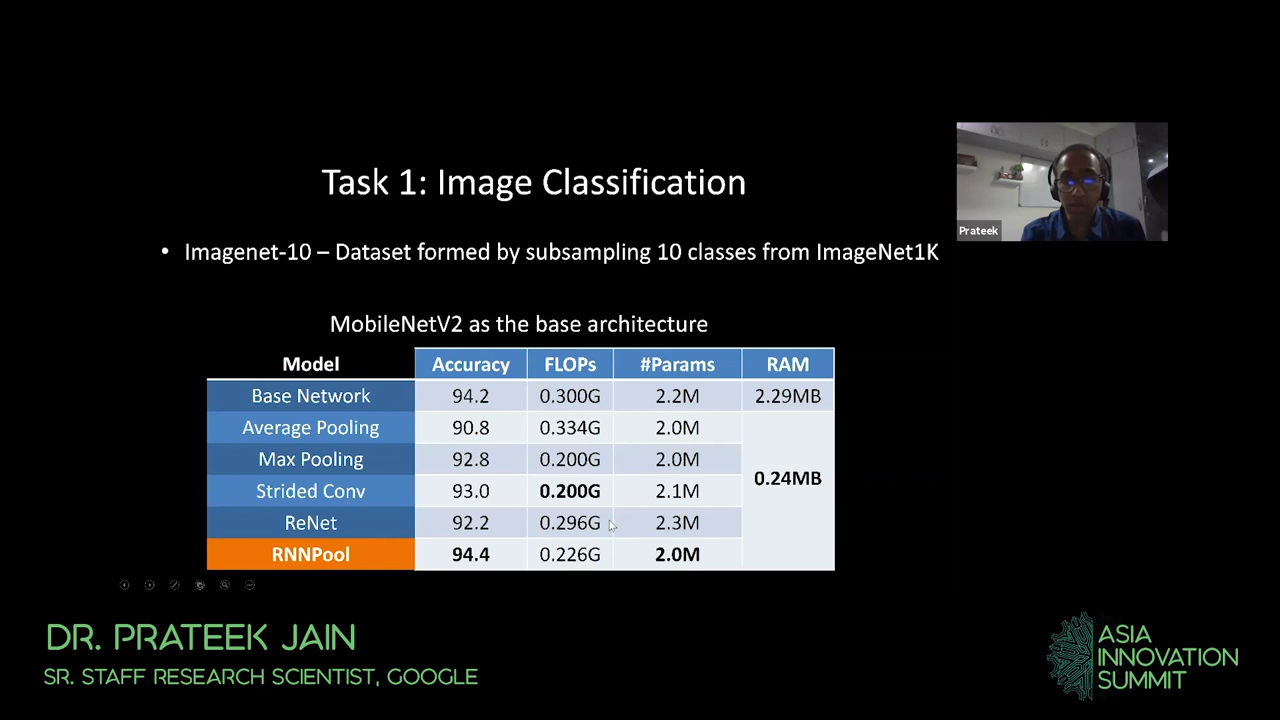 Task 1: Image Classification
Prateek
• Imagenet-10 – Dataset formed by subsampling 10 classes from ImageNet1K
MobileNetV2 as the base architecture
Model Accuracy FLOPs #Params RAM
Base Network 94.2 0.300G 2.2M 2.29MB
Average Pooling 90.8 0.334G 2.0M
Max Pooling 92.8 0.200G 2.0M
0.24MB
Strided Conv 93.0 0.200G 2.1M
ReNet 92.2 0.296G 2.3M
RNNPool 94.4 0.226G 2.0M
DR. PRATEEK JAIN
SR. STAFF RESEARCH SCIENTIST, GOOGLE
ASIA
INNOVATION
SUMMIT